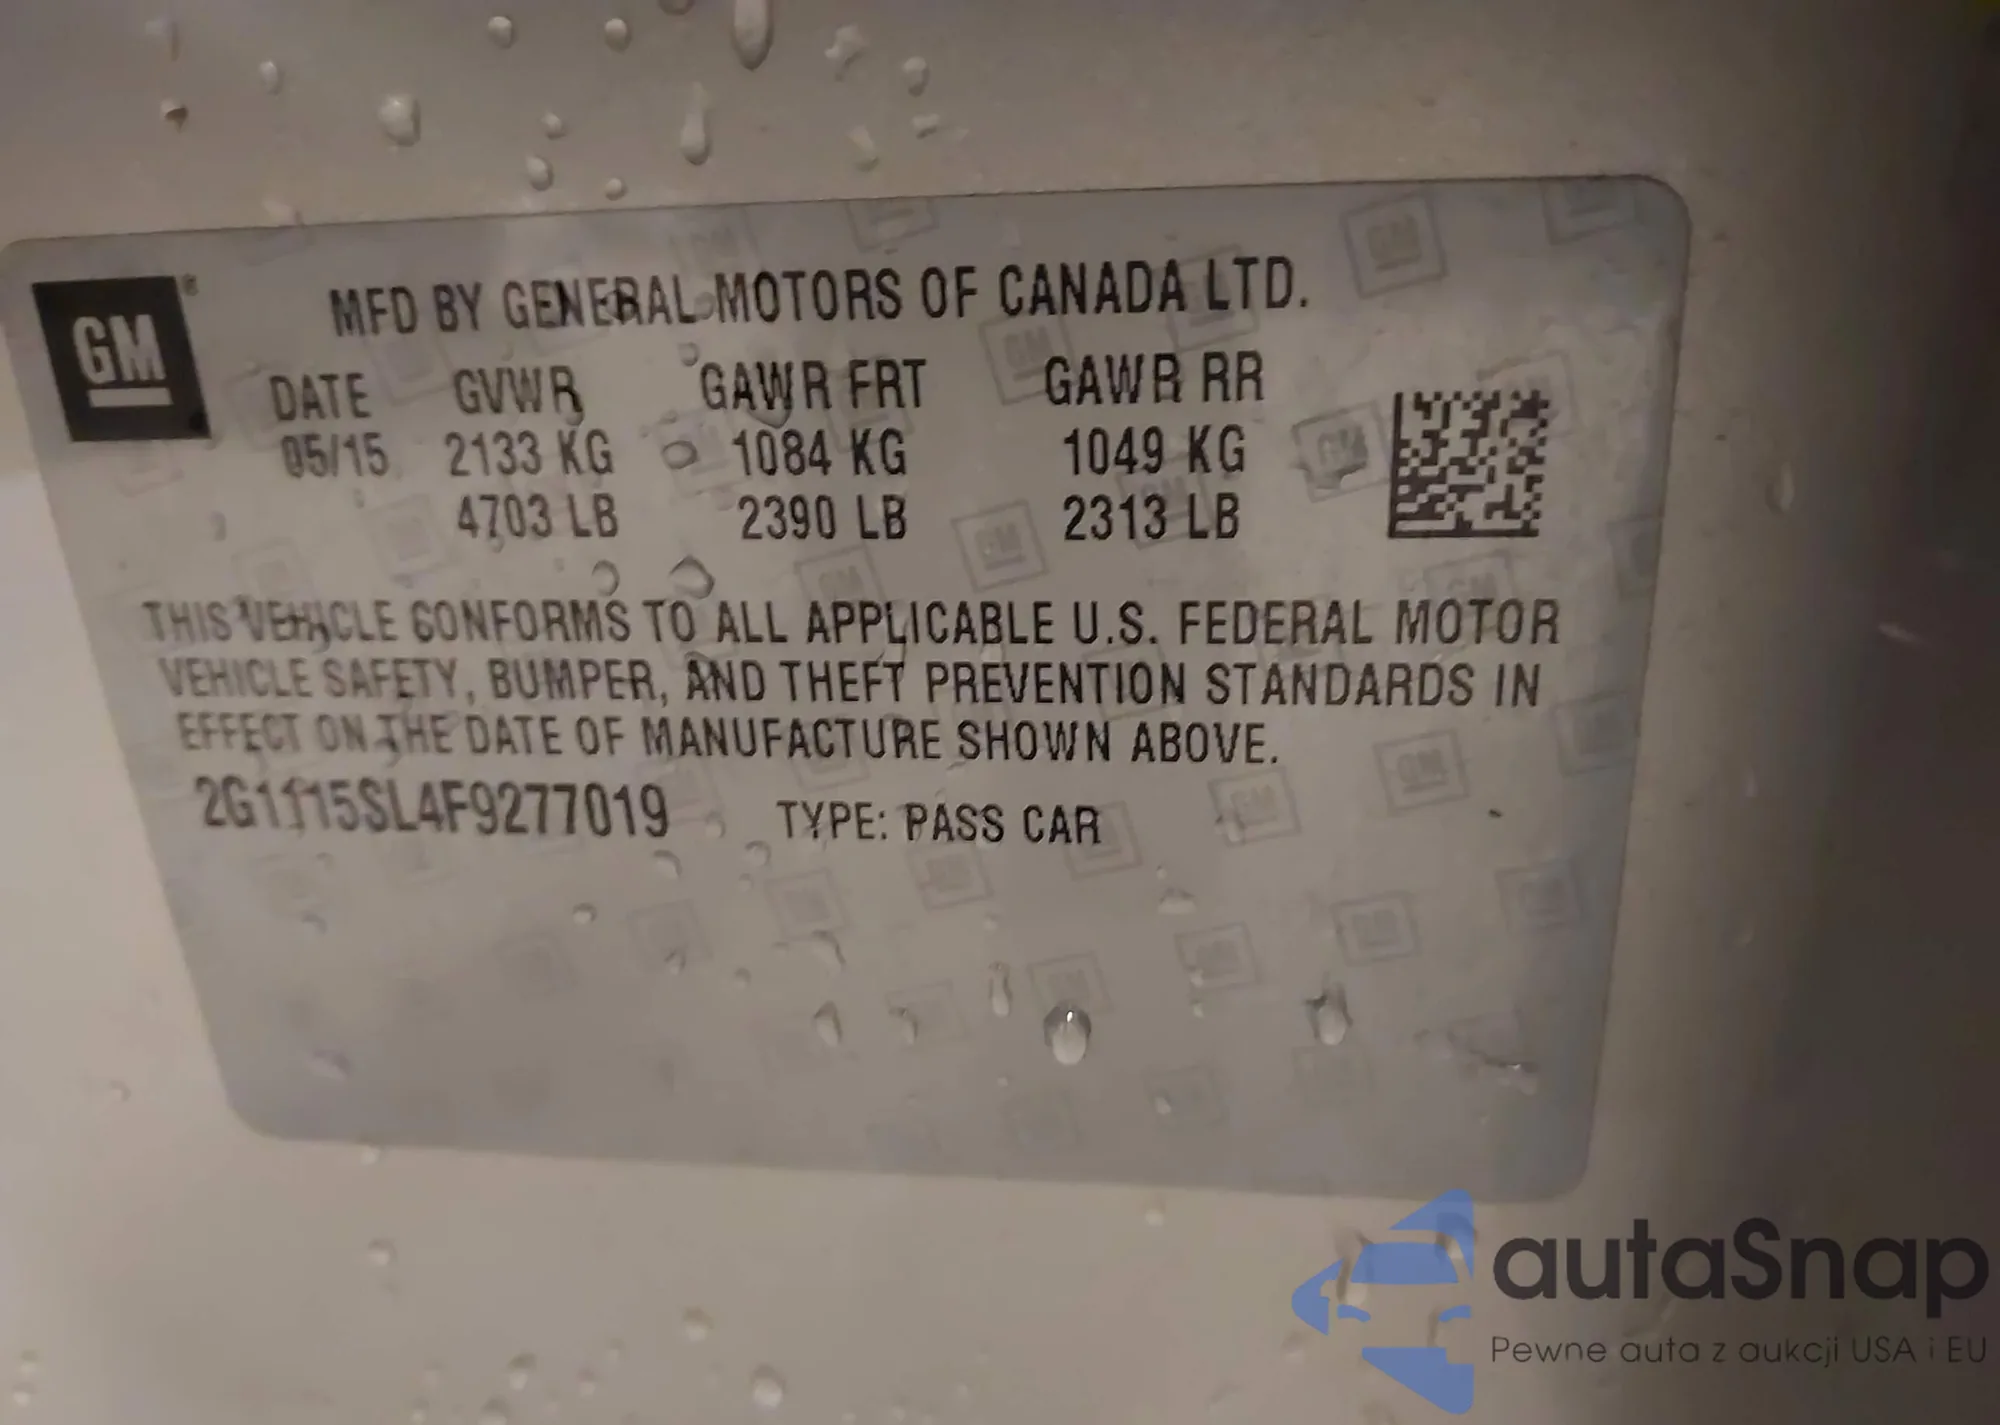 GM
MFD BY GENERAL MOTORS OF CANADA LTD.
DATE GVWR GAWR FRT GAWR RR
05/15 2133 KG 1084 KG 1049 KG
4703 LB 2390 LB 2313 LB
THIS VEHICLE CONFORMS TO ALL APPLICABLE U.S. FEDERAL MOTOR
VEHICLE SAFETY, BUMPER, AND THEFT PREVENTION STANDARDS IN
EFFECT ON THE DATE OF MANUFACTURE SHOWN ABOVE.
2G1115SL4F9277019 TYPE: PASS CAR
autaSnap
Pewne auta z aukcji USA i EU